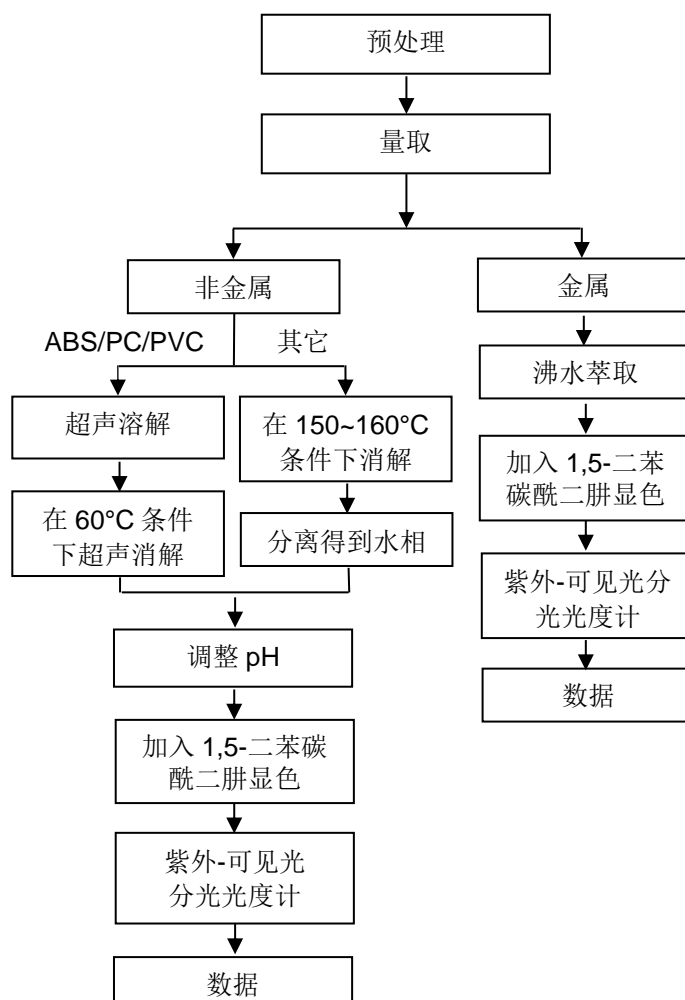 预处理
量取
非金属
金属
ABS/PC/PVC
其它
沸水萃取
超声溶解
在 150~160°C
条件下消解
加入 1,5-二苯
碳酰二肼显色
在 60°C 条件
下超声消解
分离得到水相
紫外-可见光分
光光度计
调整 pH
数据
加入 1,5-二苯碳
酰二肼显色
紫外-可见光
分光光度计
数据